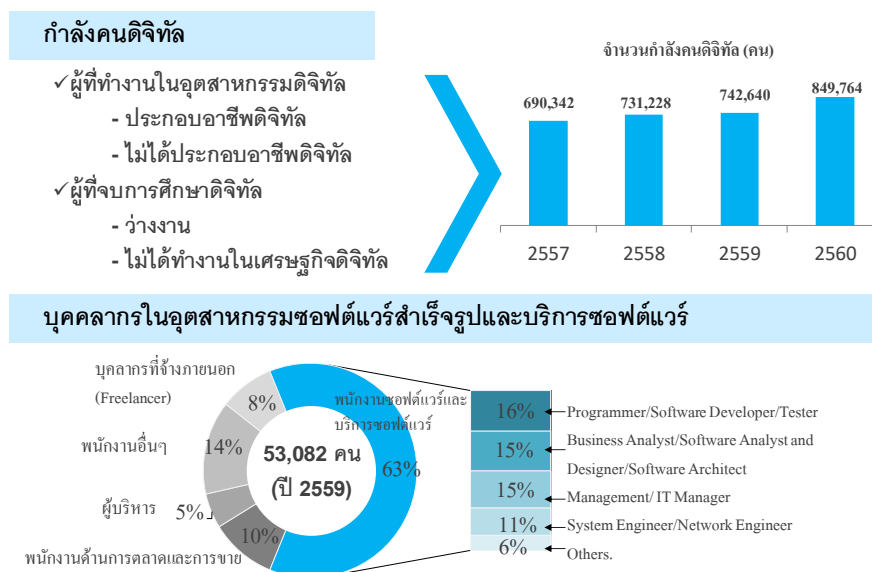 กำลังคนดิจิทัล
✓ผู้ที่ทำงานในอุตสาหกรรมดิจิทัล
- ประกอบอาชีพดิจิทัล
- ไม่ได้ประกอบอาชีพดิจิทัล
✓ผู้ที่จบการศึกษาดิจิทัล
- ว่างงาน
- ไม่ได้ทำงานในเศรษฐกิจดิจิทัล
จำนวนกำลังคนดิจิทัล (คน)
690,342
731,228
742,640
849,764
2557
2558
2559
2560
บุคคลากรในอุตสาหกรรมซอฟต์แวร์สำเร็จรูปและบริการซอฟต์แวร์
บุคลากรที่จ้างภายนอก
(Freelancer)
8%
พนักงานอื่นๆ
14%
ผู้บริหาร
5%
พนักงานด้านการตลาดและการขาย
10%
53,082 คน
(ปี 2559)
พนักงานซอฟต์แวร์และ
บริการซอฟต์แวร์
63%
16%
Programmer/Software Developer/Tester
15%
Business Analyst/Software Analyst and
Designer/Software Architect
15%
Management/ IT Manager
11%
System Engineer/Network Engineer
6%
Others.